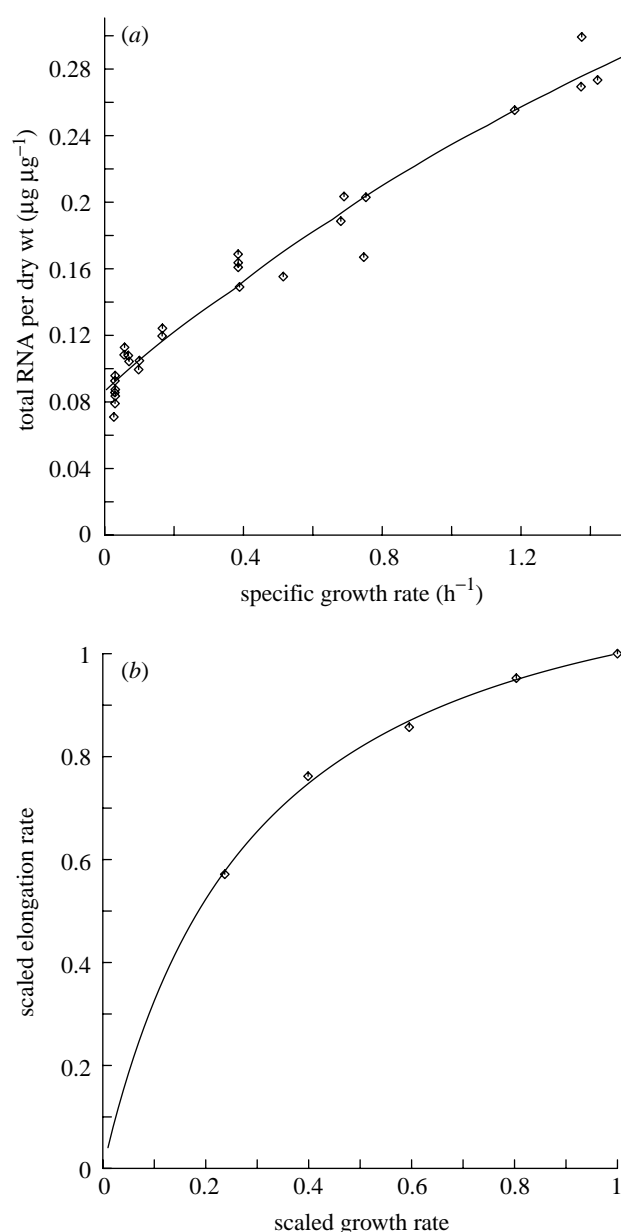 (a)
0.28
0.24
0.2
0.16
0.12
0.08
0.04
0
total RNA per dry wt (µg µg⁻¹)
0 0.4 0.8 1.2
specific growth rate (h⁻¹)
(b)
1
0.8
0.6
0.4
0.2
0
scaled elongation rate
0 0.2 0.4 0.6 0.8 1
scaled growth rate